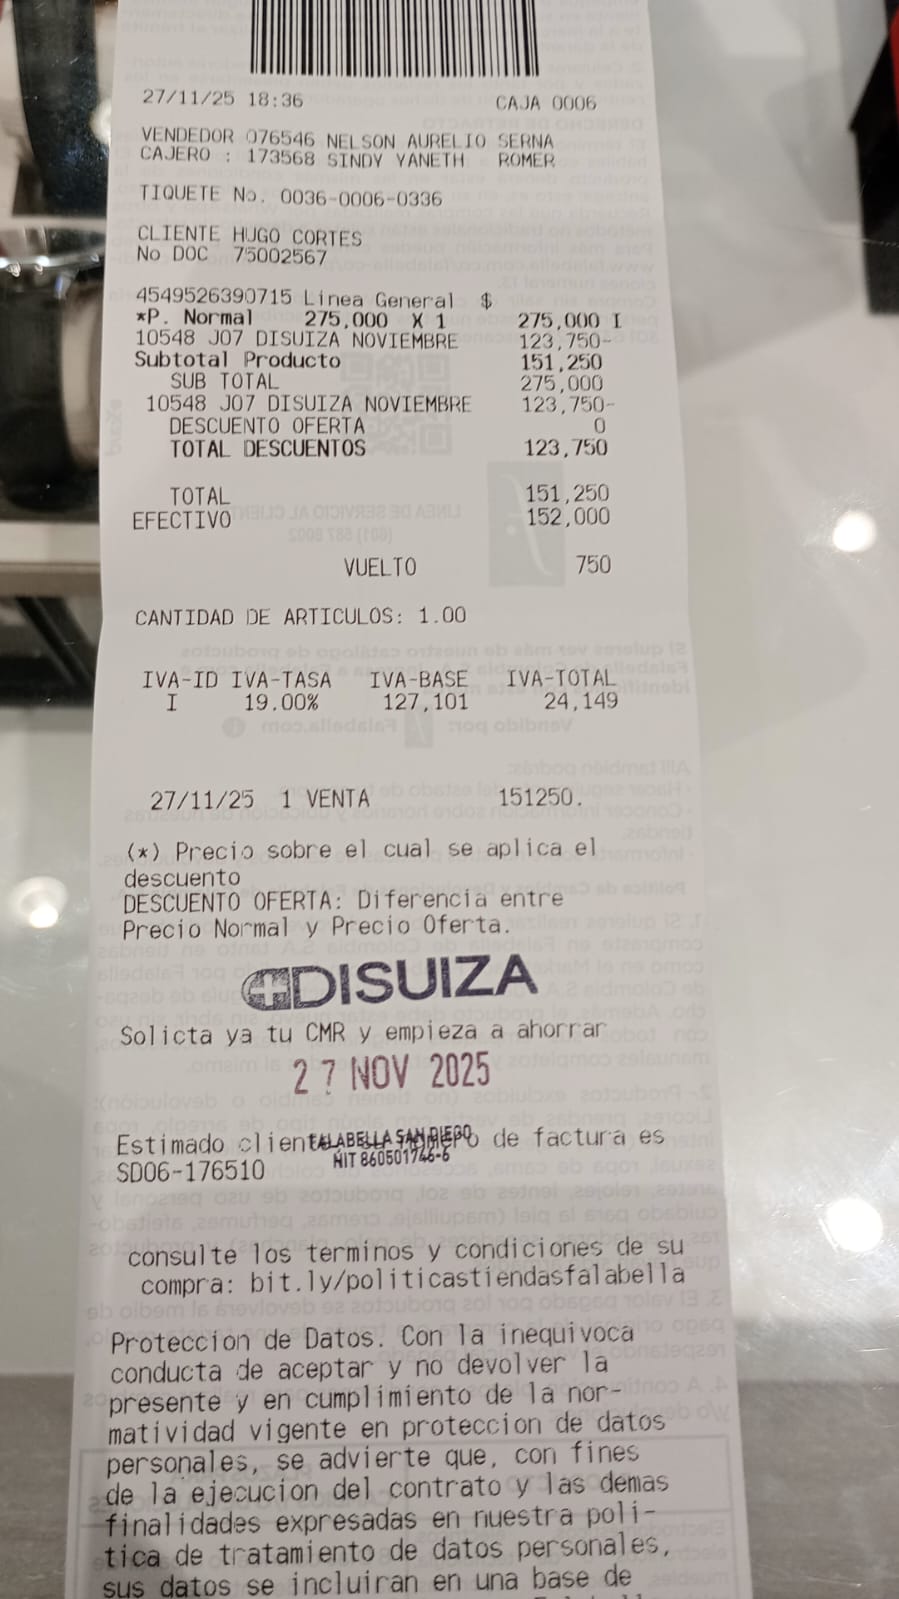 27/11/25 18:36 CAJA 0006
VENDEDOR 076546 NELSON AURELIO SERNA
CAJERO : 173568 SINDY YANETH ROMER
TIQUETE No. 0036-0006-0336
CLIENTE HUGO CORTES
No DOC 75002567
4549526390715 Linea General $
*P. Normal 275,000 X 1 275,000 I
10548 J07 DISUIZA NOVIEMBRE 123,750-
Subtotal Producto 151,250
SUB TOTAL 275,000
10548 J07 DISUIZA NOVIEMBRE 123,750-
DESCUENTO OFERTA 0
TOTAL DESCUENTOS 123,750
TOTAL 151,250
EFECTIVO 152,000
VUELTO 750
CANTIDAD DE ARTICULOS: 1.00
IVA-ID IVA-TASA IVA-BASE IVA-TOTAL
I 19.00% 127,101 24,149
27/11/25 1 VENTA 151250.
(*) Precio sobre el cual se aplica el
descuento
DESCUENTO OFERTA: Diferencia entre
Precio Normal y Precio Oferta.
DISUIZA
Solicta ya tu CMR y empieza a ahorrar
27 NOV 2025
Estimado cliente de factura es
FALABELLA SAN DIEGO
NIT 860501746-6
SD06-176510
consulte los terminos y condiciones de su
compra: bit.ly/politicastiendasfalabella
Proteccion de Datos. Con la inequivoca
conducta de aceptar y no devolver la
presente y en cumplimiento de la nor-
matividad vigente en proteccion de datos
personales, se advierte que, con fines
de la ejecucion del contrato y las demas
finalidades expresadas en nuestra poli-
tica de tratamiento de datos personales,
sus datos se incluiran en una base de